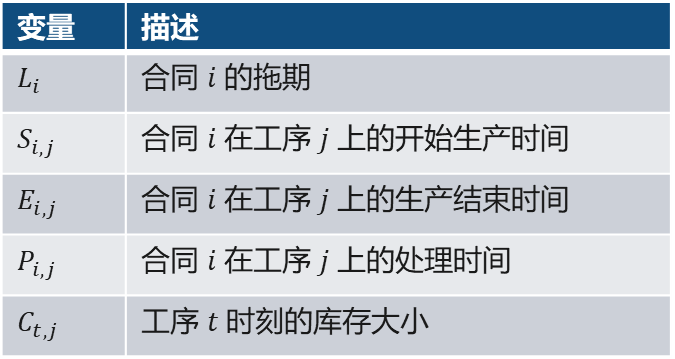 变量 描述
L_i 合同 i 的拖期
S_{i,j} 合同 i 在工序 j 上的开始生产时间
E_{i,j} 合同 i 在工序 j 上的生产结束时间
P_{i,j} 合同 i 在工序 j 上的处理时间
C_{t,j} 工序 t 时刻的库存大小